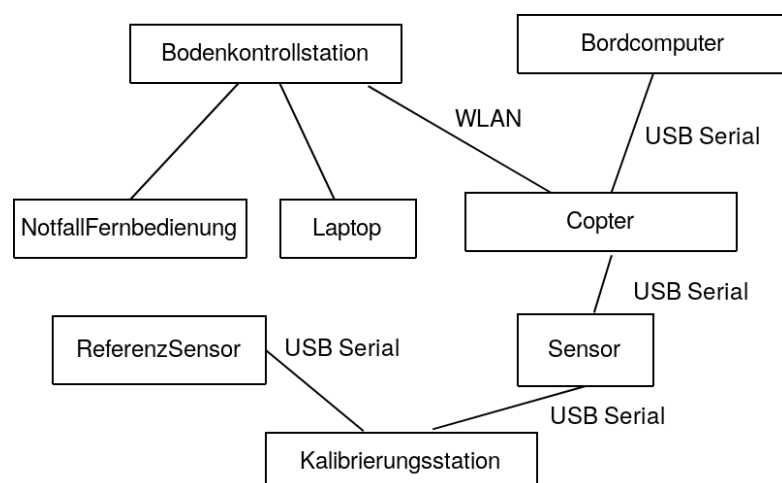 Bodenkontrollstation
Bordcomputer
WLAN
USB Serial
NotfallFernbedienung
Laptop
Copter
USB Serial
ReferenzSensor
USB Serial
Sensor
USB Serial
Kalibrierungsstation